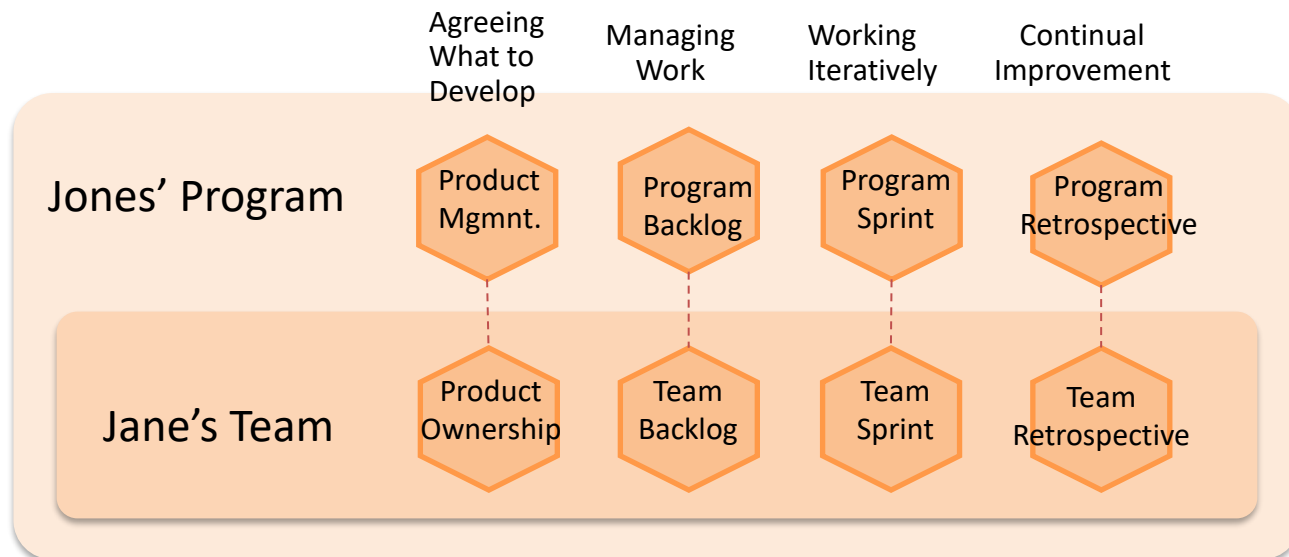 Agreeing
What to
Develop
Managing
Work
Working
Iteratively
Continual
Improvement
Jones’ Program
Product
Mgmnt.
Program
Backlog
Program
Sprint
Program
Retrospective
Jane’s Team
Product
Ownership
Team
Backlog
Team
Sprint
Team
Retrospective